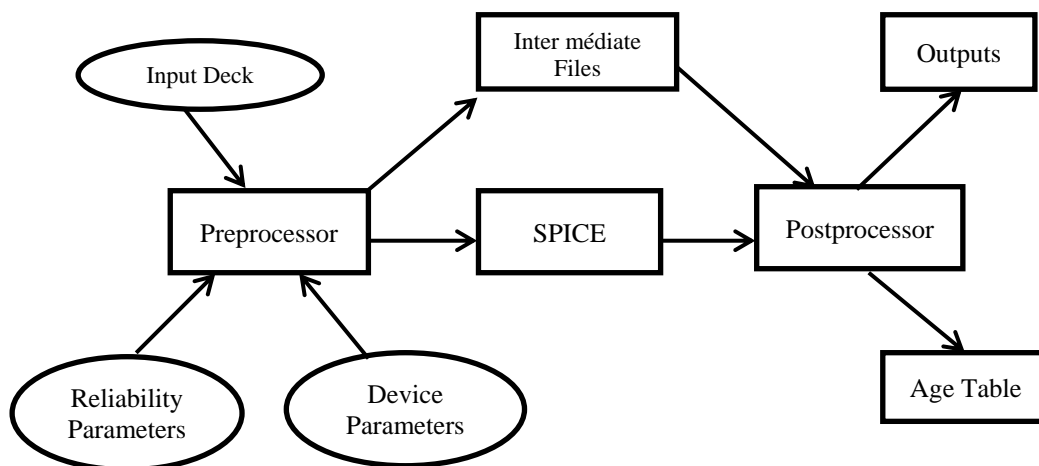 Input Deck
Inter médiate
Files
Outputs
Preprocessor
SPICE
Postprocessor
Reliability
Parameters
Device
Parameters
Age Table